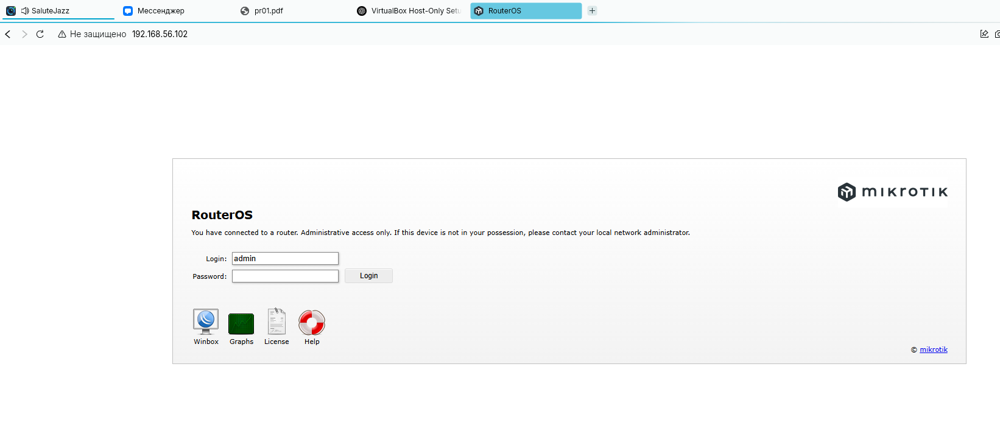 SaluteJazz
Мессенджер
pr01.pdf
VirtualBox Host-Only Setu
RouterOS
Не защищено 192.168.56.102
mikrotik
RouterOS
You have connected to a router. Administrative access only. If this device is not in your possession, please contact your local network administrator.
Login: admin
Password: Login
Winbox Graphs License Help
© mikrotik